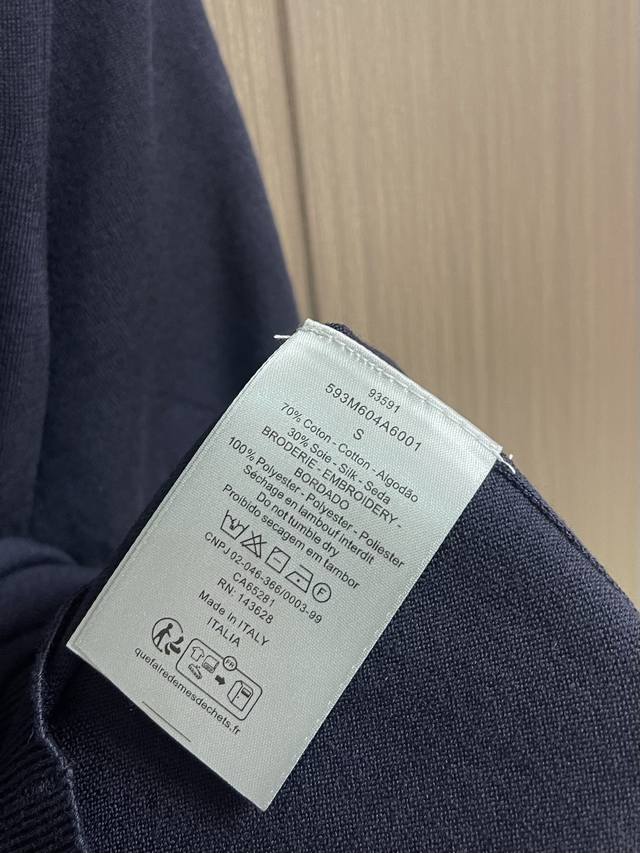 93591
593M604A6001
S
70% Coton - Cotton - Algodão
30% Soie - Silk - Seda
BRODERIE - EMBROIDERY -
BORDADO
100% Polyester - Polyester - Poliester
Séchage en tambouf interdit
Do not tumble dry
Proibido secagem em tambor
F
CNPJ 02-046-366/0003-99
CA65281
RN: 143628
Made in ITALY
ITALIA
FR
quefairedemesdechets.fr